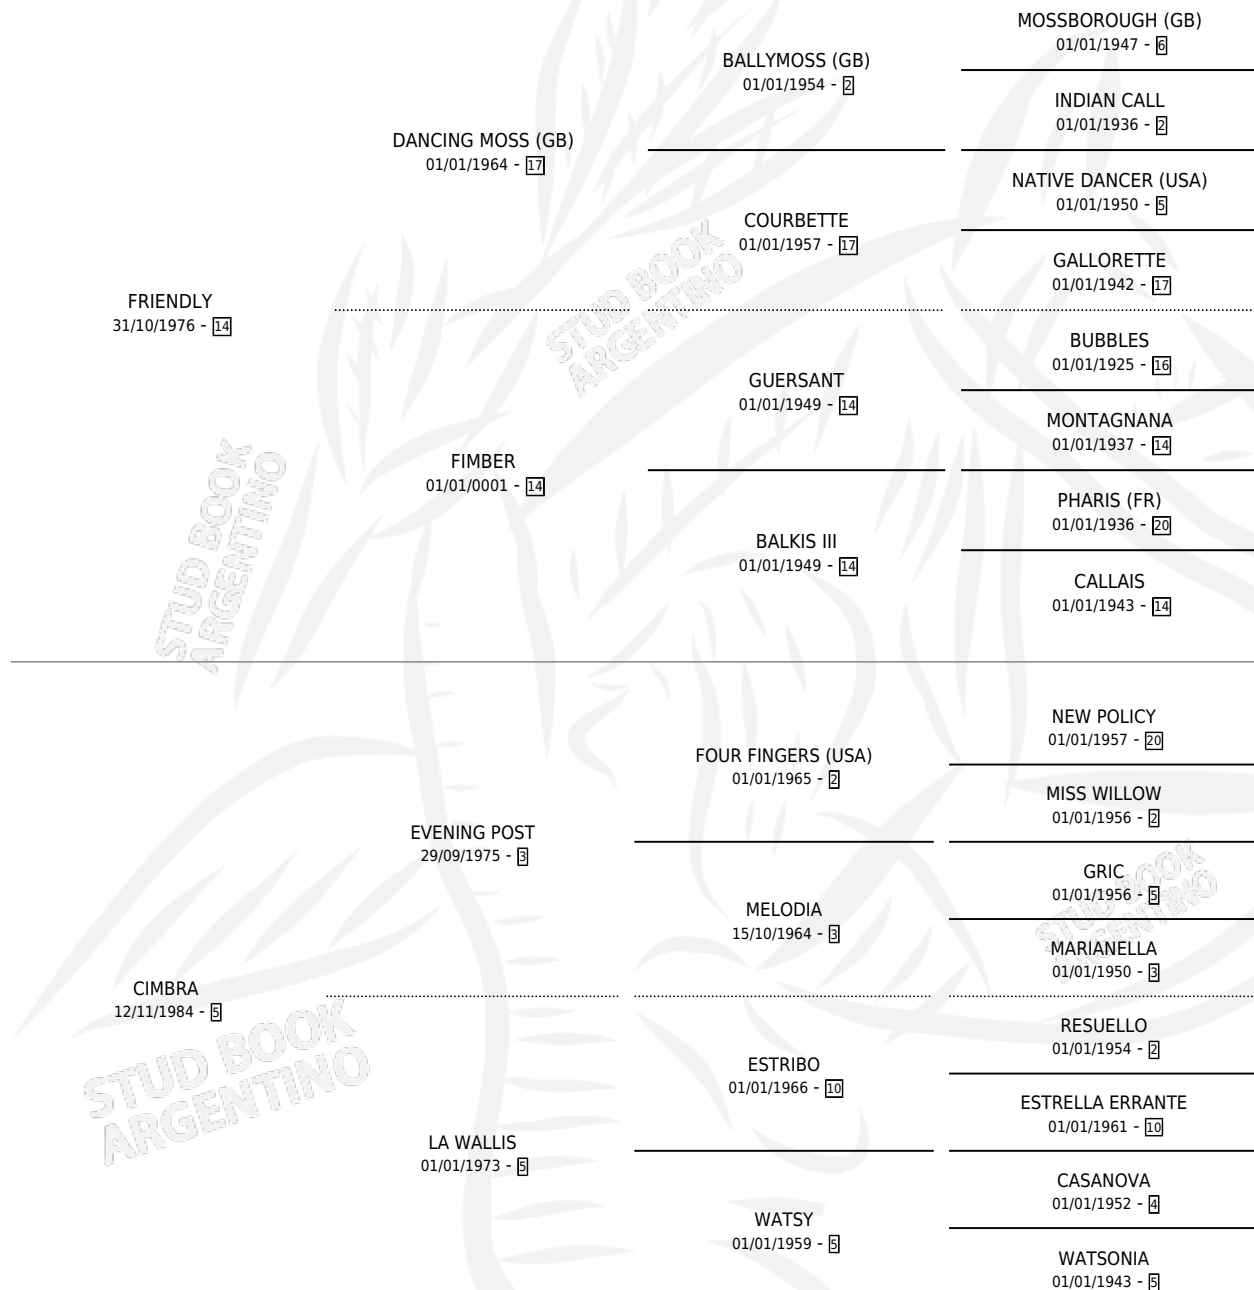 MOSSBOROUGH (GB)
01/01/1947 - 6
BALLYMOSS (GB)
01/01/1954 - 2
INDIAN CALL
01/01/1936 - 2
DANCING MOSS (GB)
01/01/1964 - 17
NATIVE DANCER (USA)
01/01/1950 - 5
COURBETTE
01/01/1957 - 17
GALLORETTE
01/01/1942 - 17
FRIENDLY
31/10/1976 - 14
BUBBLES
01/01/1925 - 16
GUERSANT
01/01/1949 - 14
MONTAGNANA
01/01/1937 - 14
FIMBER
01/01/0001 - 14
PHARIS (FR)
01/01/1936 - 20
BALKIS III
01/01/1949 - 14
CALLAIS
01/01/1943 - 14
NEW POLICY
01/01/1957 - 20
FOUR FINGERS (USA)
01/01/1965 - 2
MISS WILLOW
01/01/1956 - 2
EVENING POST
29/09/1975 - 3
GRIC
01/01/1956 - 5
MELODIA
15/10/1964 - 3
MARIANELLA
01/01/1950 - 3
CIMBRA
12/11/1984 - 5
RESUELLO
01/01/1954 - 2
ESTRIBO
01/01/1966 - 10
ESTRELLA ERRANTE
01/01/1961 - 10
LA WALLIS
01/01/1973 - 5
CASANOVA
01/01/1952 - 4
WATSY
01/01/1959 - 5
WATSONIA
01/01/1943 - 5
STUD BOOK
ARGENTINO
STUD BOOK
ARGENTINO
STUD BOOK
ARGENTINO
STUD BOOK
ARGENTINO